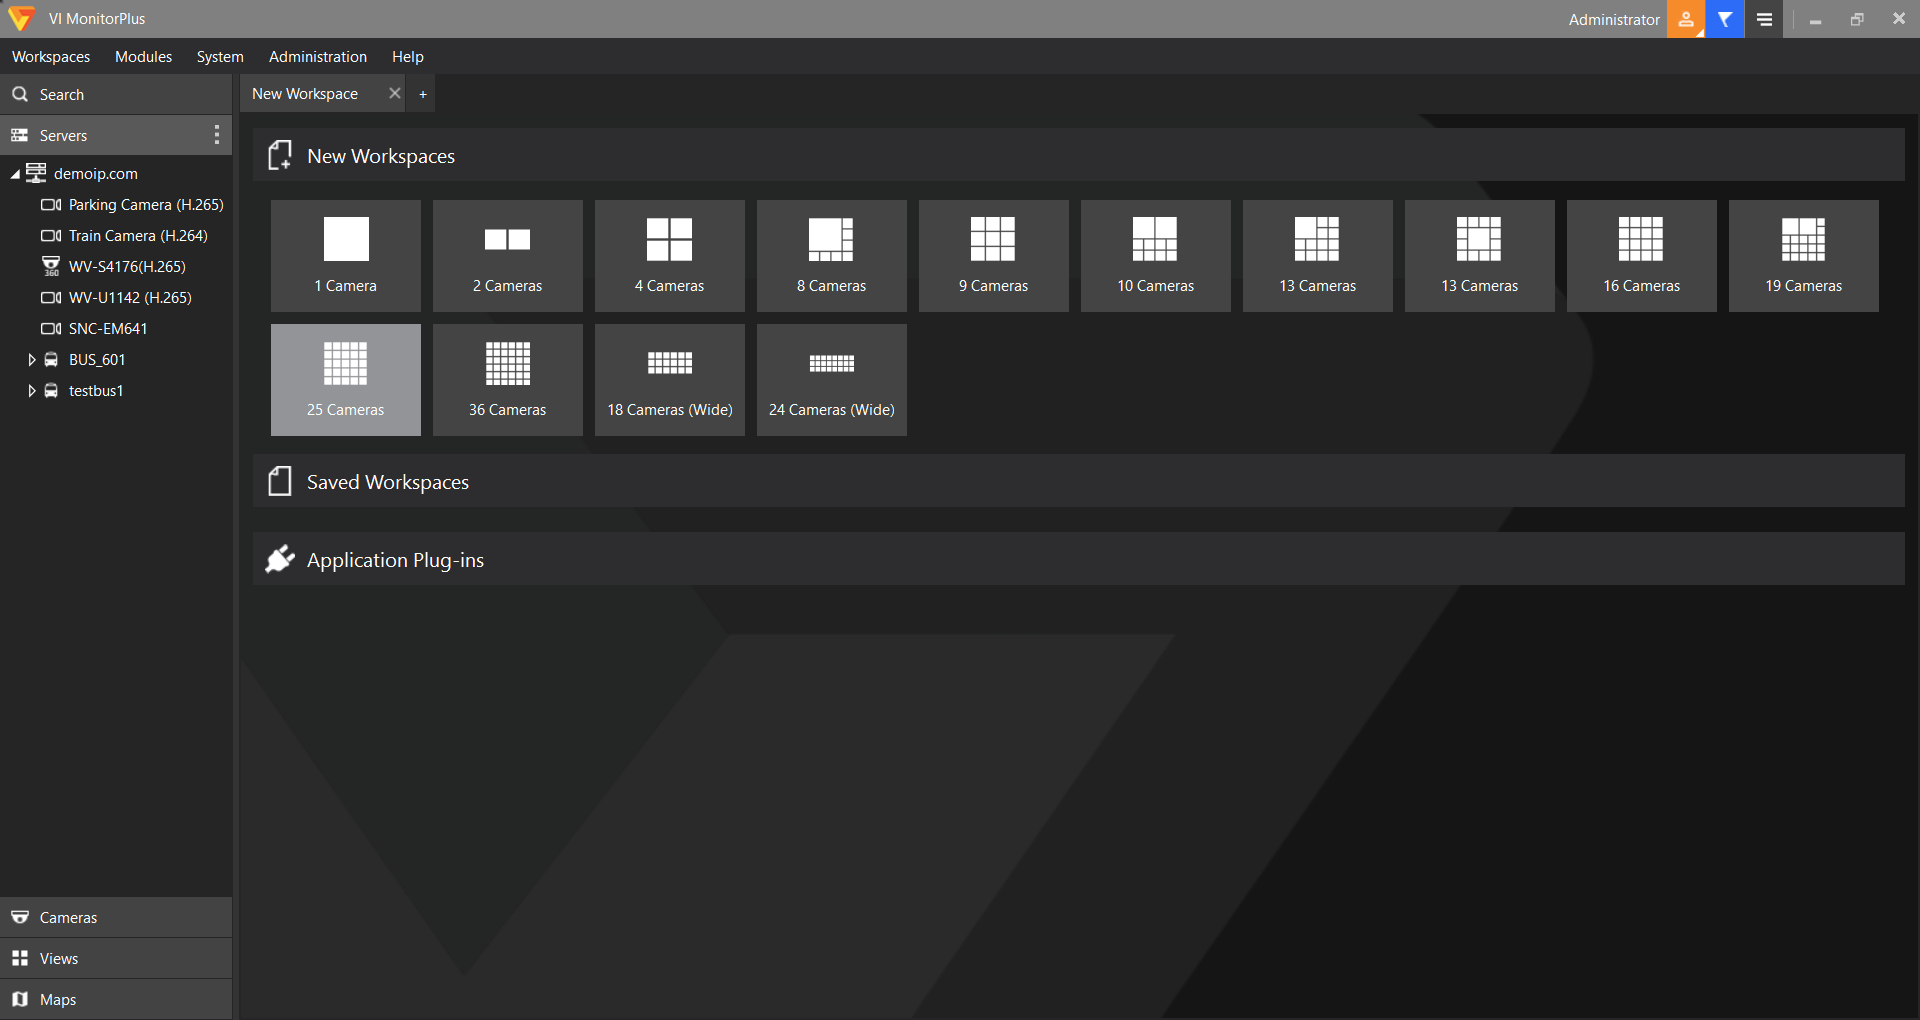 VI MonitorPlus
Administrator
Workspaces Modules System Administration Help
Search
New Workspace +
Servers
demoip.com
Parking Camera (H.265)
Train Camera (H.264)
360 WV-S4176(H.265)
WV-U1142 (H.265)
SNC-EM641
BUS_601
testbus1
New Workspaces
1 Camera
2 Cameras
4 Cameras
8 Cameras
9 Cameras
10 Cameras
13 Cameras
13 Cameras
16 Cameras
19 Cameras
25 Cameras
36 Cameras
18 Cameras (Wide)
24 Cameras (Wide)
Saved Workspaces
Application Plug-ins
Cameras
Views
Maps